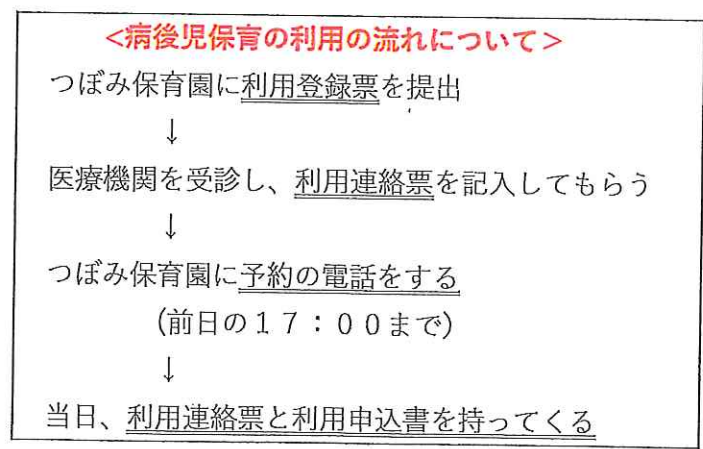 <病後児保育の利用の流れについて>
つぼみ保育園に利用登録票を提出
↓
医療機関を受診し、利用連絡票を記入してもらう
↓
つぼみ保育園に予約の電話をする
(前日の１７：００まで)
↓
当日、利用連絡票と利用申込書を持ってくる